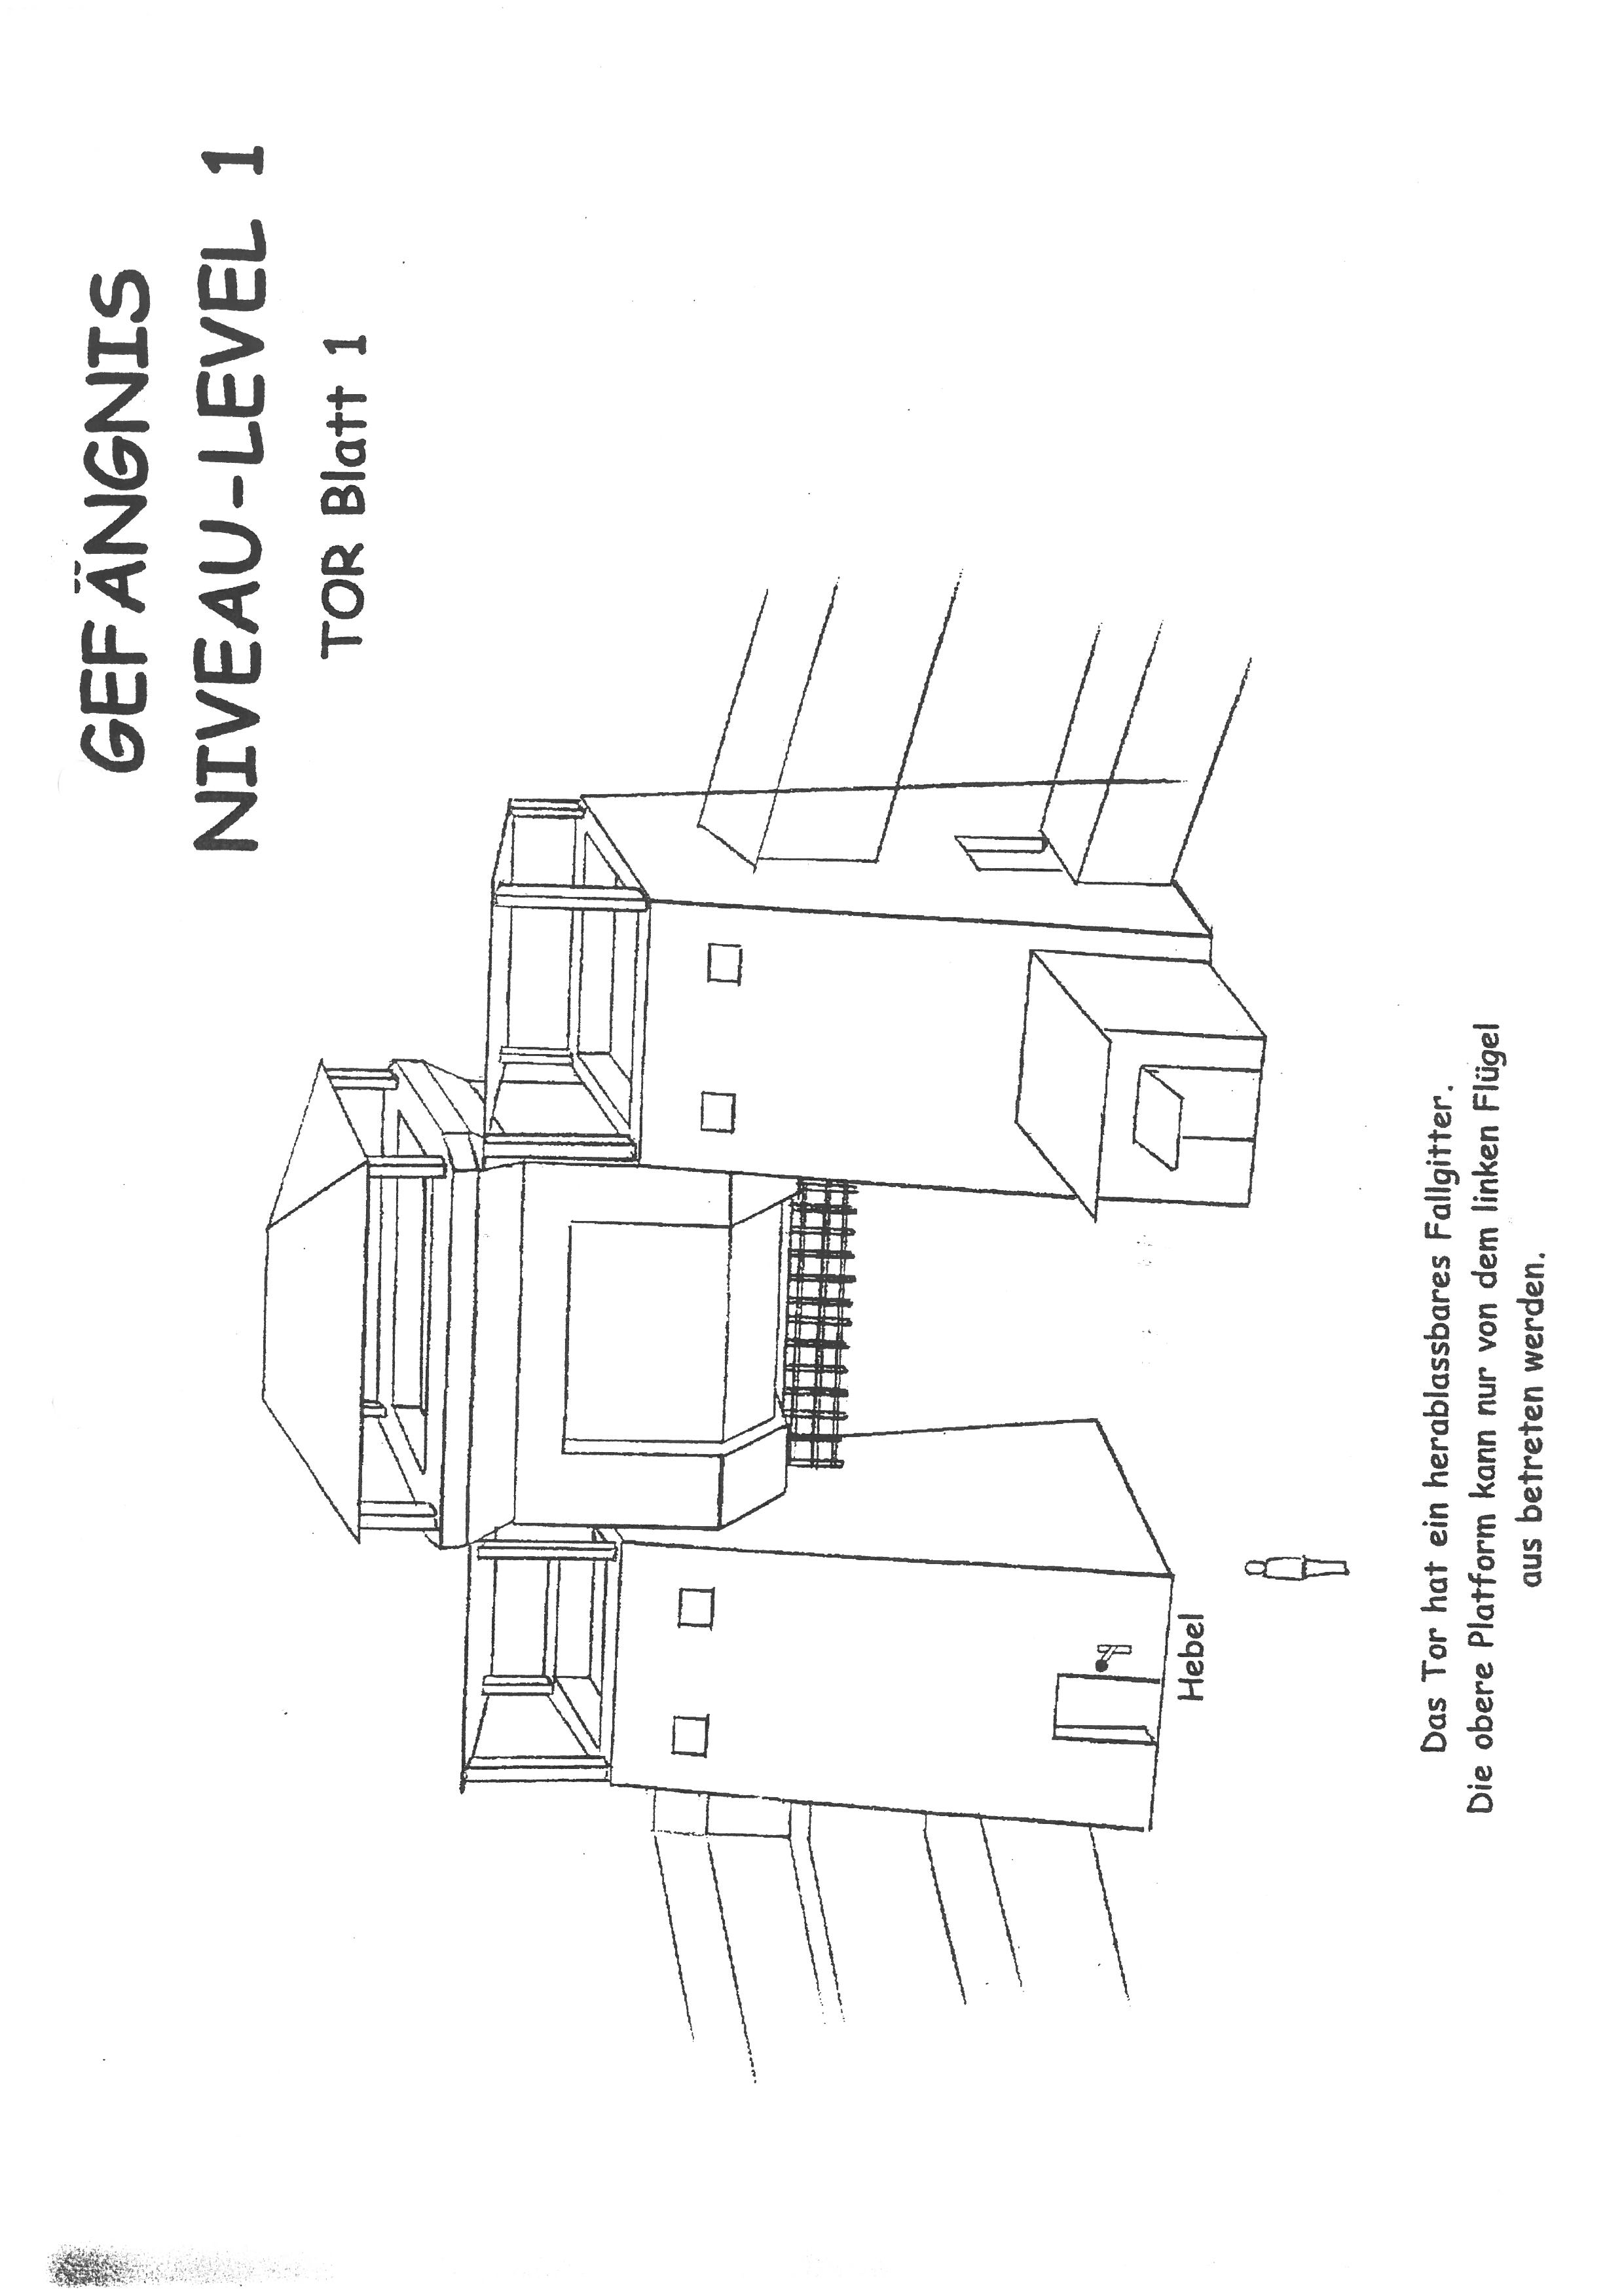 GEFÄNGNIS
NIVEAU-LEVEL 1
TOR Blatt 1
Hebel
Das Tor hat ein herablassbares Fallgitter.
Die obere Platform kann nur von dem linken Flügel
aus betreten werden.